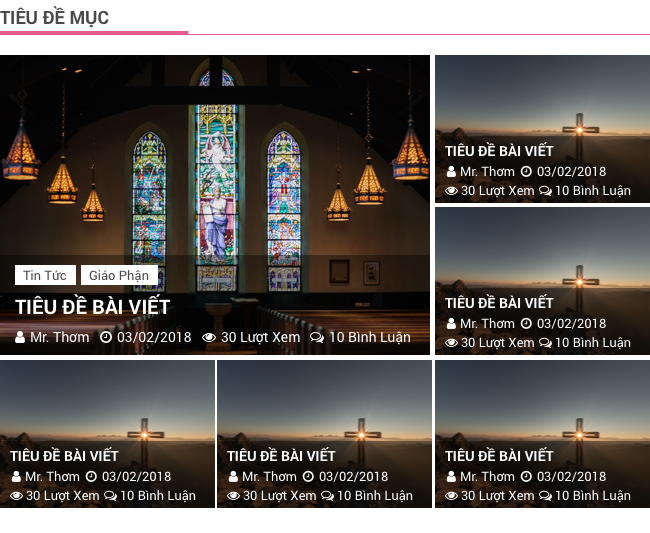 TIÊU ĐỀ MỤC
Tin Tức Giáo Phận
TIÊU ĐỀ BÀI VIẾT
Mr. Thơm 03/02/2018 30 Lượt Xem 10 Bình Luận
TIÊU ĐỀ BÀI VIẾT
Mr. Thơm 03/02/2018
30 Lượt Xem 10 Bình Luận
TIÊU ĐỀ BÀI VIẾT
Mr. Thơm 03/02/2018
30 Lượt Xem 10 Bình Luận
TIÊU ĐỀ BÀI VIẾT
Mr. Thơm 03/02/2018
30 Lượt Xem 10 Bình Luận
TIÊU ĐỀ BÀI VIẾT
Mr. Thơm 03/02/2018
30 Lượt Xem 10 Bình Luận
TIÊU ĐỀ BÀI VIẾT
Mr. Thơm 03/02/2018
30 Lượt Xem 10 Bình Luận